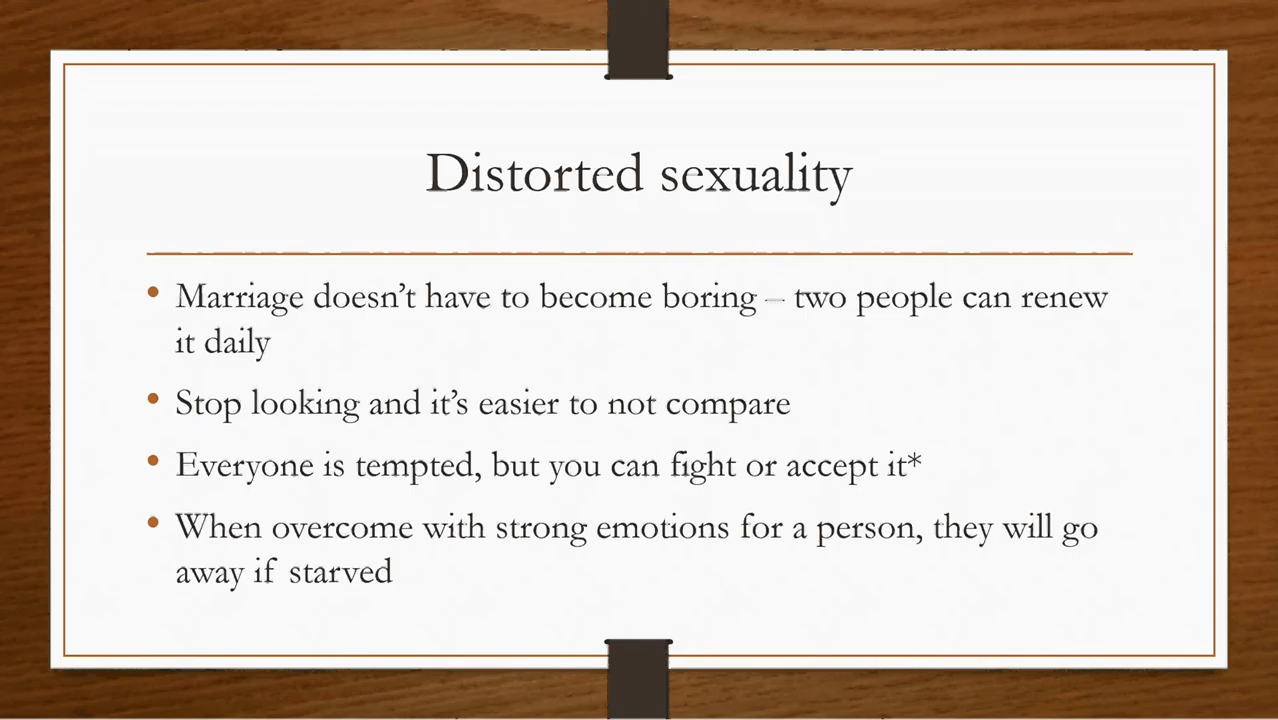 Distorted sexuality
• Marriage doesn’t have to become boring – two people can renew
it daily
• Stop looking and it’s easier to not compare
• Everyone is tempted, but you can fight or accept it*
• When overcome with strong emotions for a person, they will go
away if starved